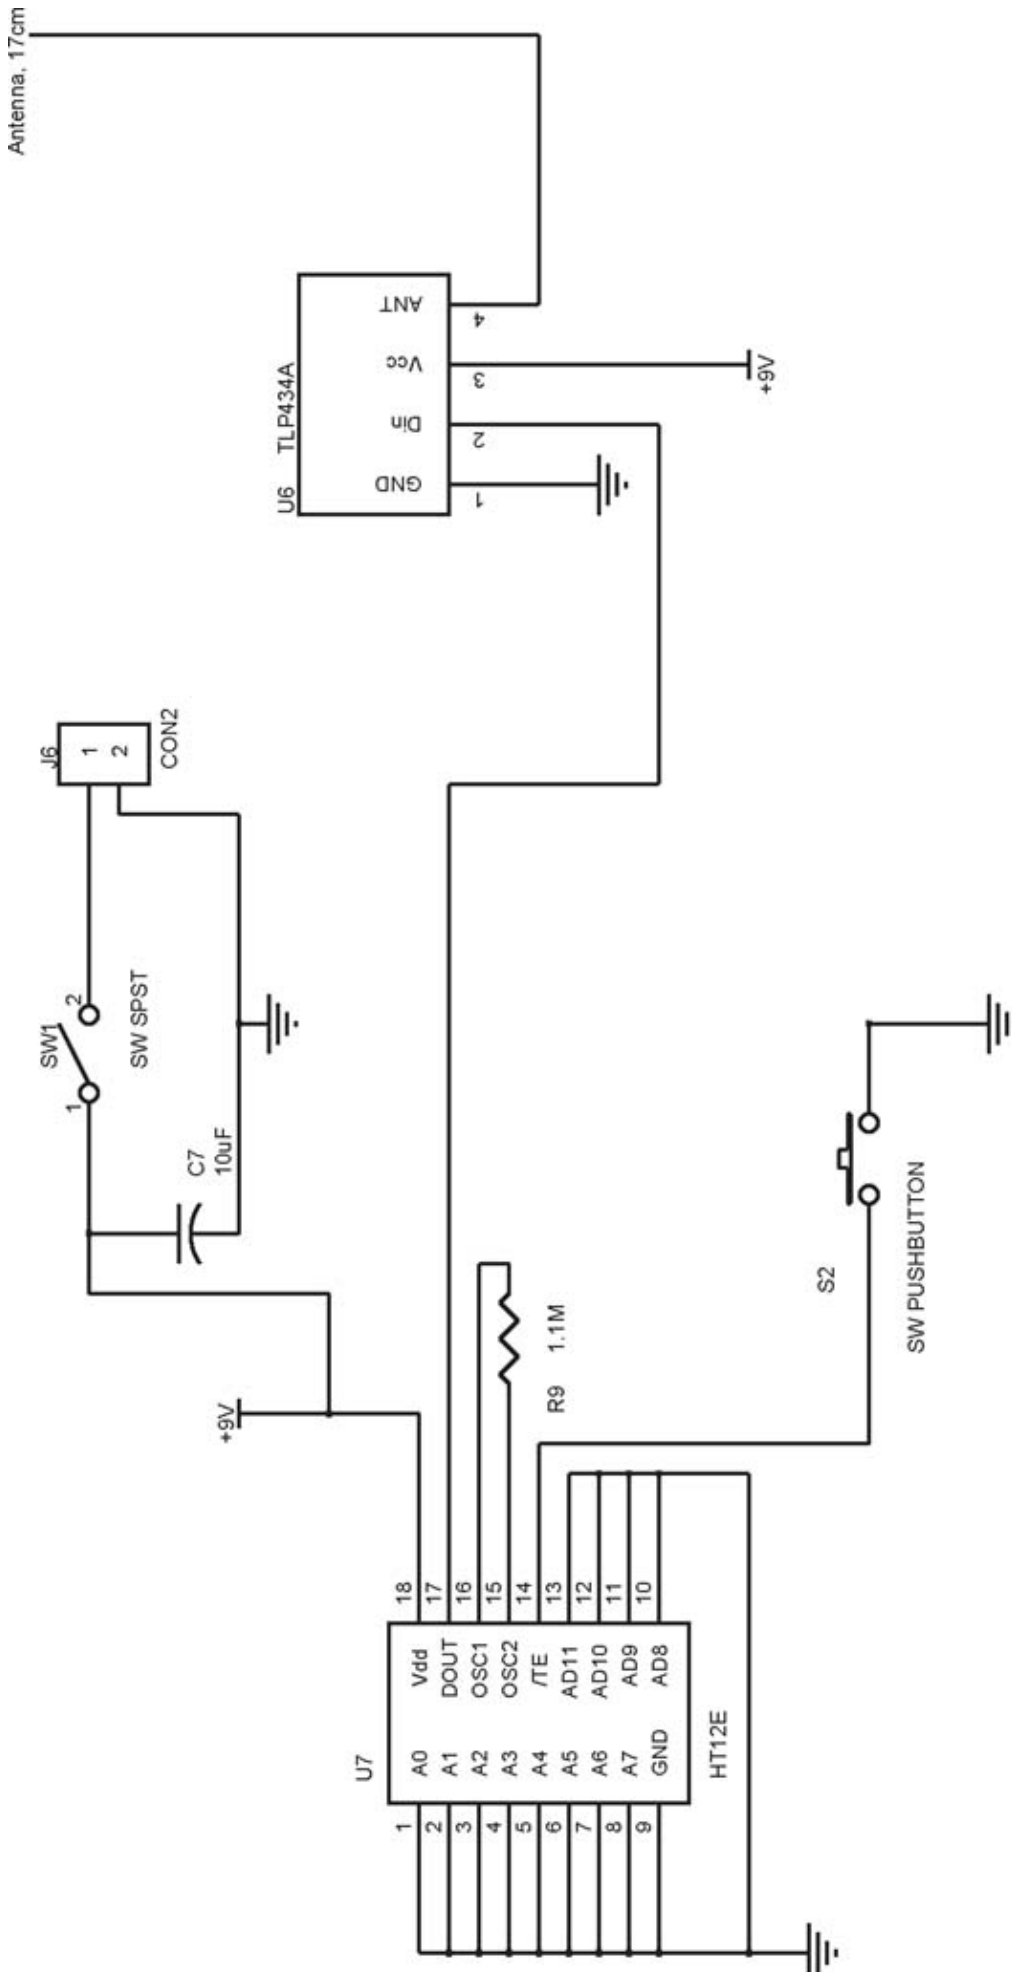 Antenna, 17cm
U6
TLP434A
GND
Din
Vcc
ANT
1
2
3
4
+9V
J6
1
2
CON2
SW1
1
2
SW SPST
C7
10uF
+9V
R9
1.1M
S2
SW PUSHBUTTON
U7
A0
A1
A2
A3
A4
A5
A6
A7
GND
Vdd
DOUT
OSC1
OSC2
/TE
AD11
AD10
AD9
AD8
1
2
3
4
5
6
7
8
9
18
17
16
15
14
13
12
11
10
HT12E